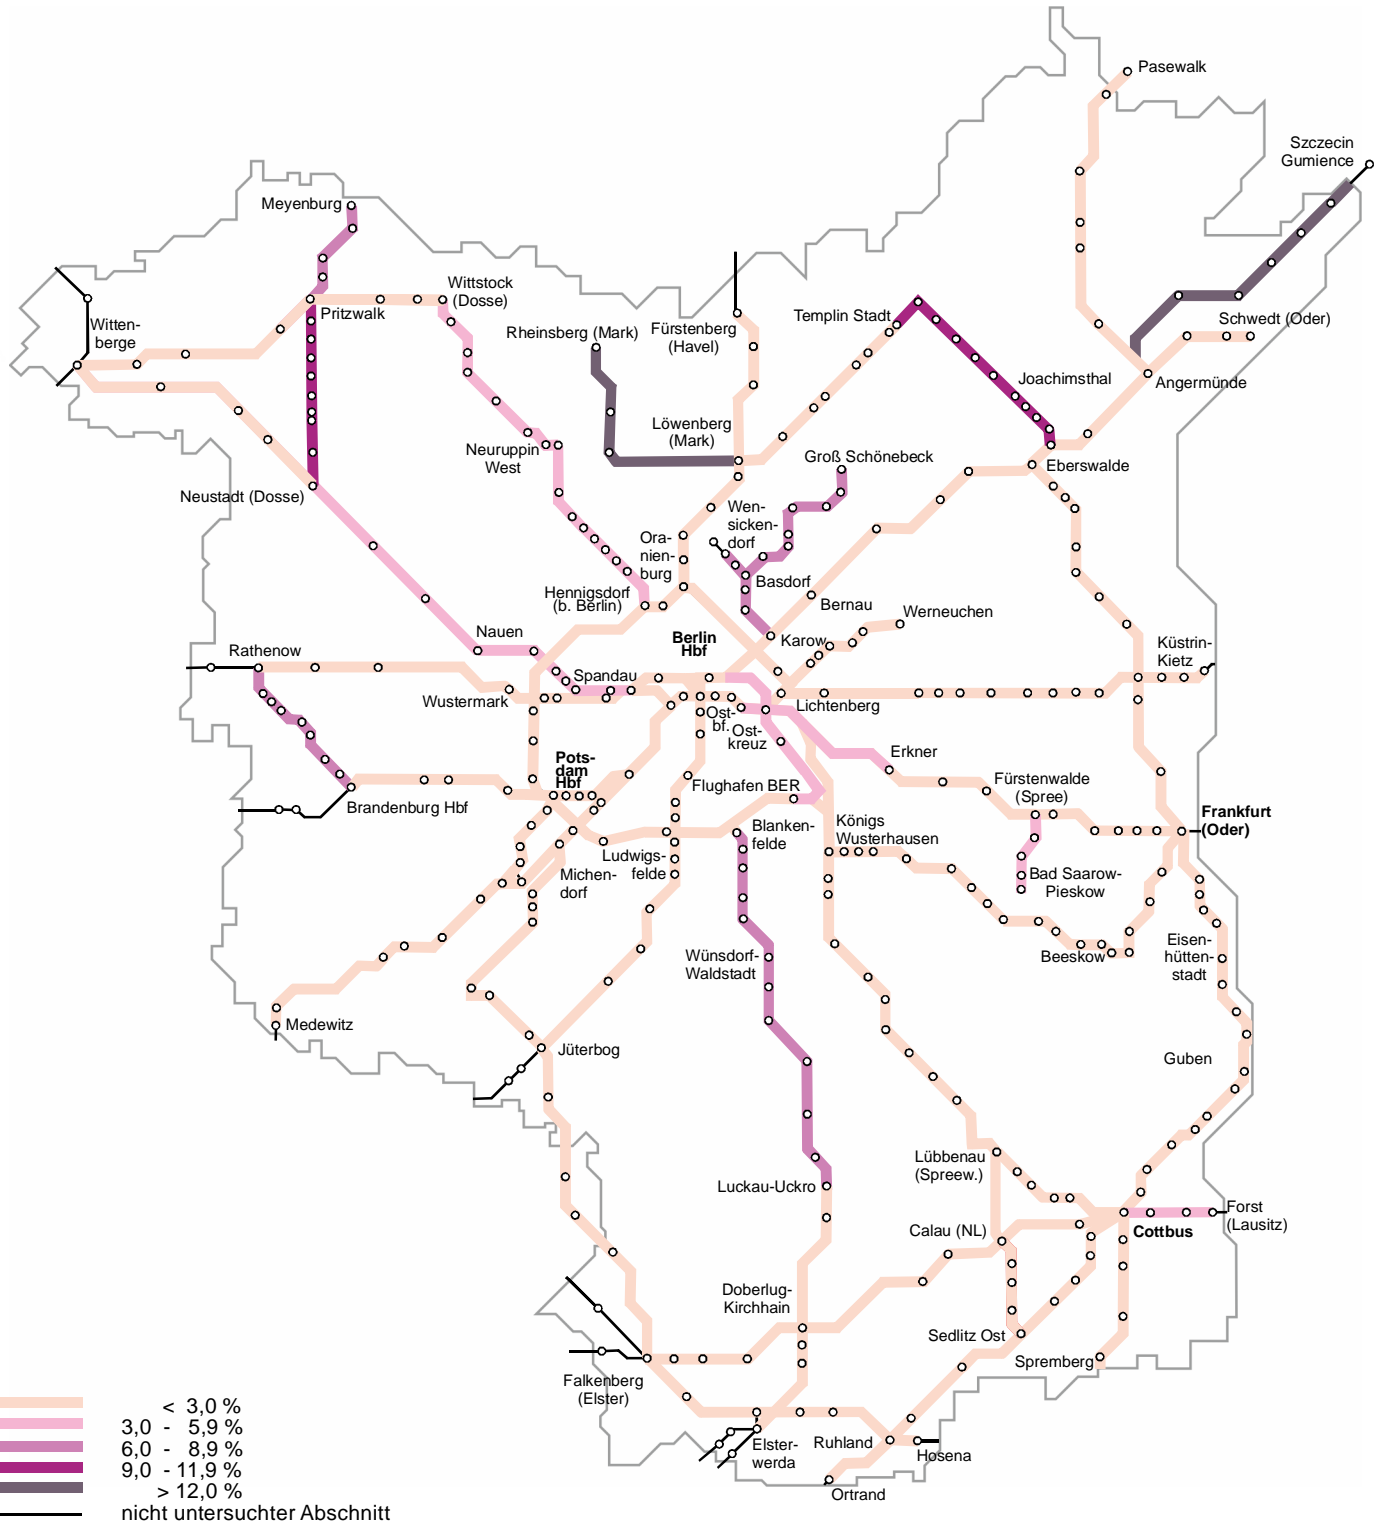 Pasewalk
Szczecin
Gumience
Meyenburg
Wittstock
(Dosse)
Pritzwalk
Templin Stadt
Schwedt (Oder)
Witten-
berge
Rheinsberg (Mark)
Fürstenberg
(Havel)
Joachimsthal
Angermünde
Löwenberg
(Mark)
Neuruppin
West
Groß Schönebeck
Eberswalde
Neustadt (Dosse)
Wen-
sicken-
dorf
Ora-
nien-
burg
Basdorf
Hennigsdorf
(b. Berlin)
Bernau
Werneuchen
Nauen
Berlin
Hbf
Karow
Küstrin-
Kietz
Rathenow
Spandau
Wustermark
Lichtenberg
Ost-
bf.
Ost-
kreuz
Erkner
Pots-
dam
Hbf
Flughafen BER
Fürstenwalde
(Spree)
Brandenburg Hbf
Frankfurt
(Oder)
Blanken-
felde
Königs
Wusterhausen
Ludwigs-
felde
Michen-
dorf
Bad Saarow-
Pieskow
Wünsdorf-
Waldstadt
Beeskow
Eisen-
hütten-
stadt
Medewitz
Jüterbog
Guben
Lübbenau
(Spreew.)
Luckau-Uckro
Forst
(Lausitz)
Calau (NL)
Cottbus
Doberlug-
Kirchhain
Sedlitz Ost
Spremberg
Falkenberg
(Elster)
Elster-
werda
Ruhland
Hosena
Ortrand
< 3,0 %
3,0 - 5,9 %
6,0 - 8,9 %
9,0 - 11,9 %
> 12,0 %
nicht untersuchter Abschnitt